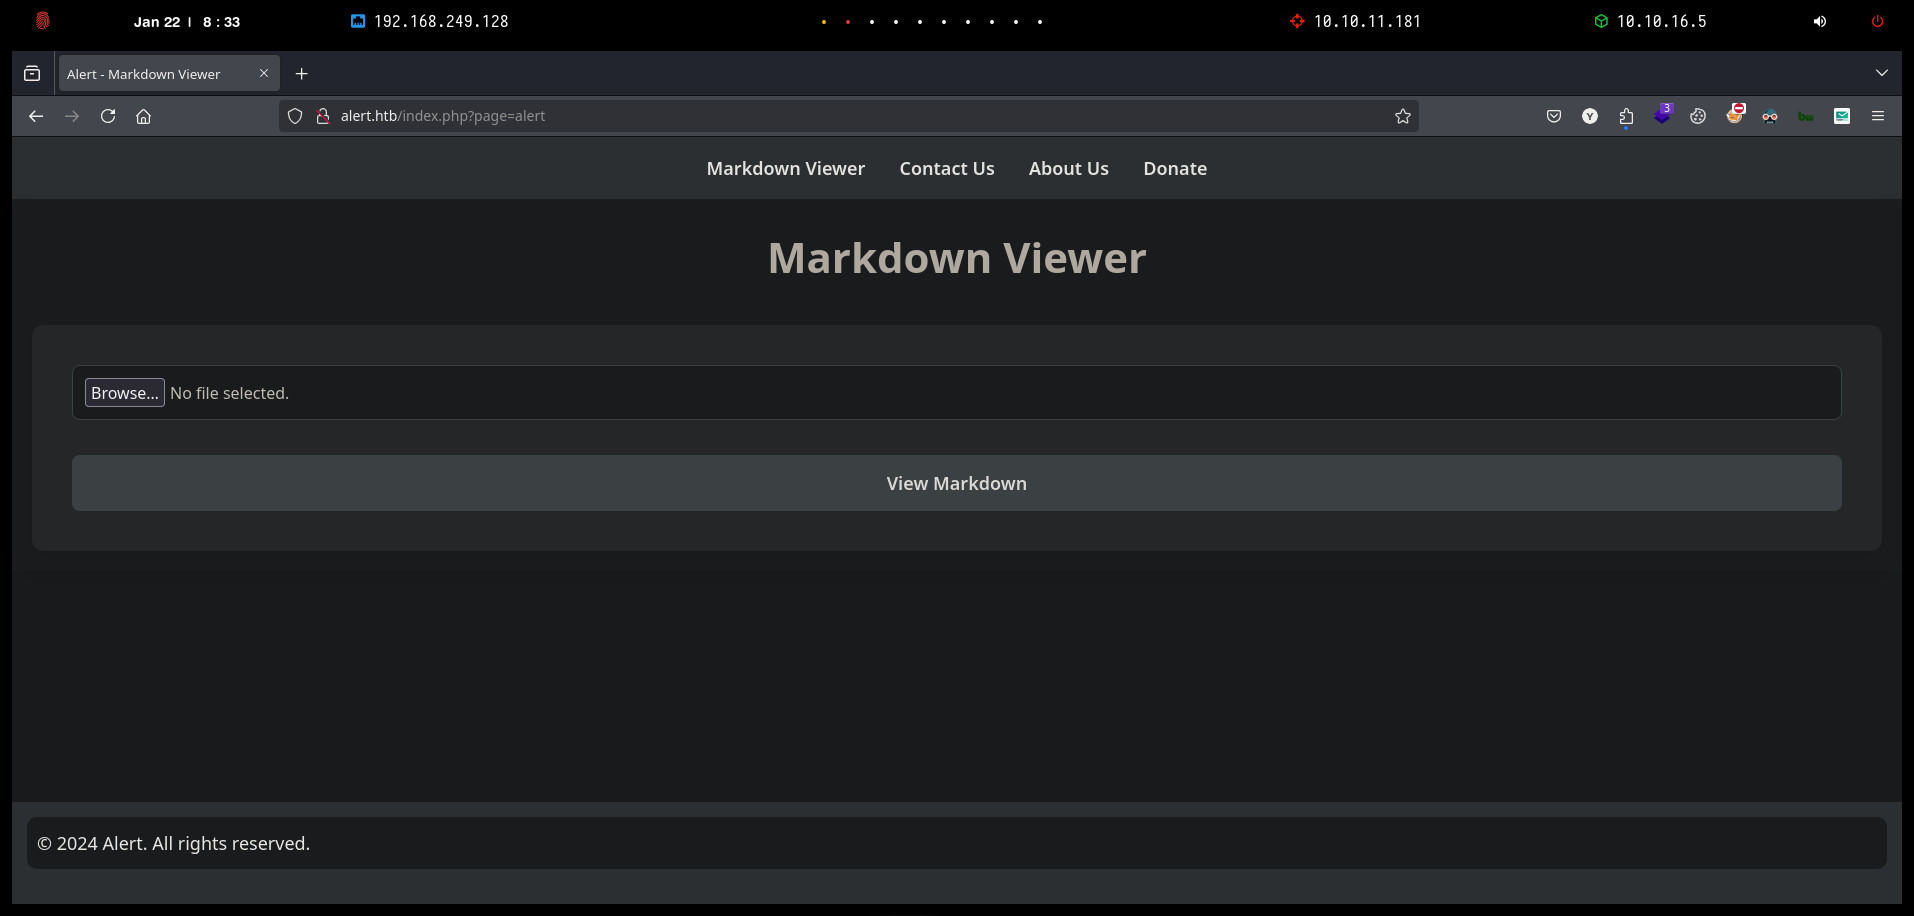 Jan 22 | 8 : 33
192.168.249.128
10.10.11.181
10.10.16.5
Alert - Markdown Viewer
alert.htb/index.php?page=alert
Y
3
bw
Markdown Viewer
Contact Us
About Us
Donate
Markdown Viewer
Browse...
No file selected.
View Markdown
© 2024 Alert. All rights reserved.